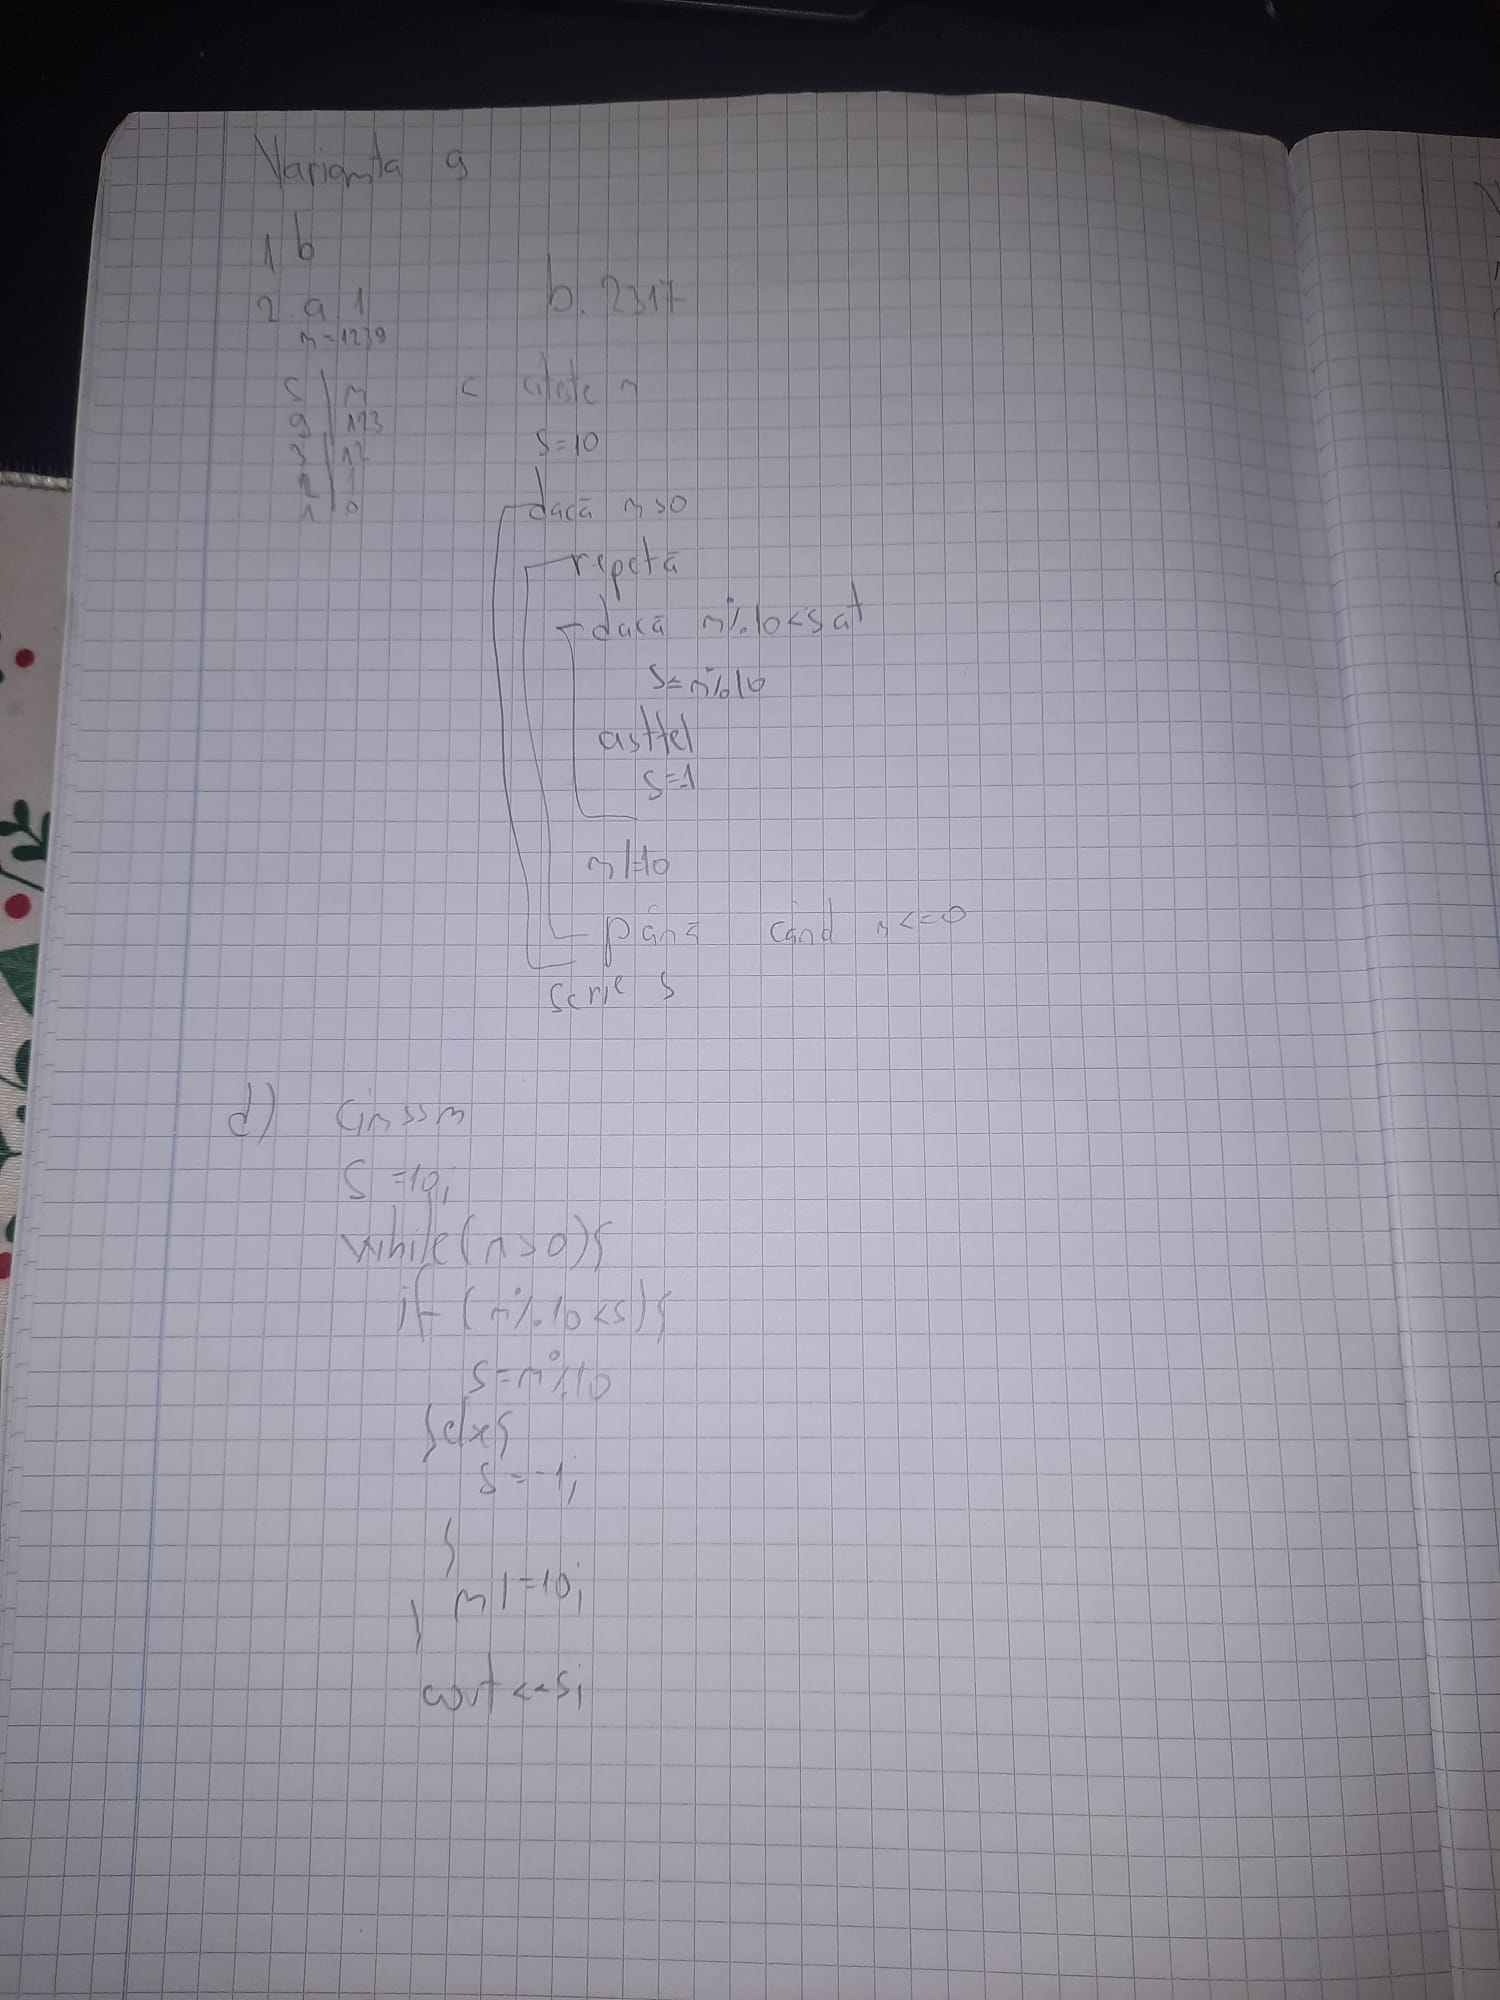 Varianta 9
1 b
2. a 1 b. 2317
n=1239
s | n
9 | 123
3 | 12
2 | 1
1 | 0
c citește n
s=10
dacă n>0
repetă
dacă n%10<s at
s=n%10
astfel
s=-1
n/=10
până când n<=0
scrie s
d) cin>>n
s=10;
while(n>0){
if (n%10<s){
s=n%10
}else{
s=-1;
}
n/=10;
}
cout<<s;